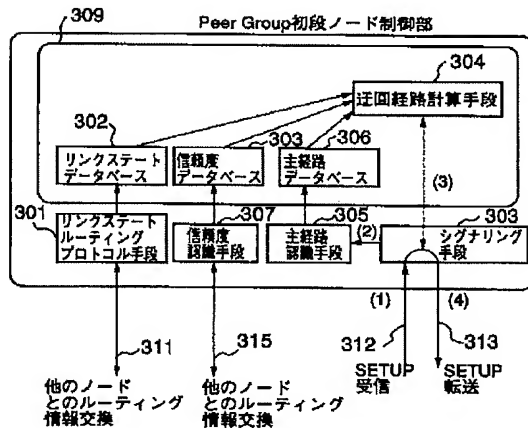 Peer Group初段ノード制御部
309
304
迂回経路計算手段
302
リンクステート
データベース
303
信頼度
データベース
306
主経路
データベース
(3)
301
リンクステート
ルーティング
プロトコル手段
307
信頼度
認識手段
305
主経路
認識手段
(2)
303
シグナリング
手段
(1)
(4)
311
315
312
313
他のノード
とのルーティング
情報交換
他のノード
とのルーティング
情報交換
SETUP
受信
SETUP
転送